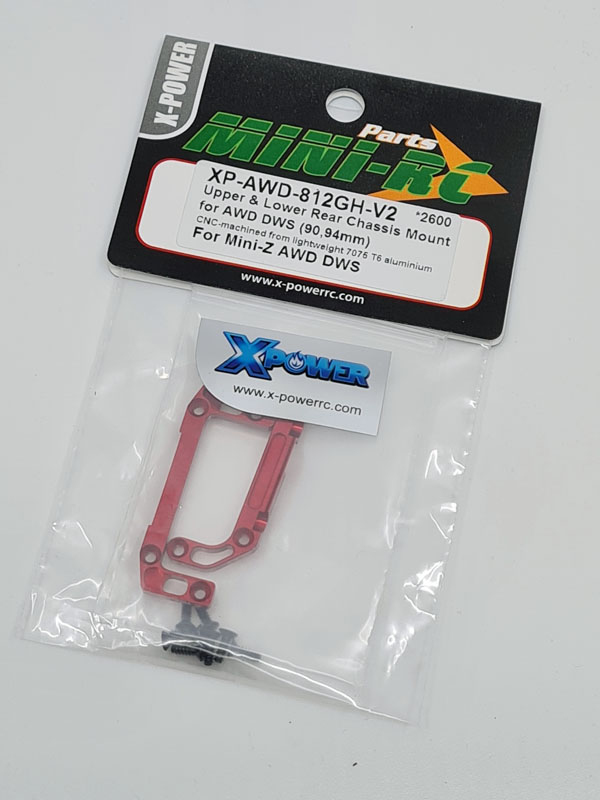 X-POWER
Parts
MINI-RC
XP-AWD-812GH-V2 *2600
Upper & Lower Rear Chassis Mount
for AWD DWS (90,94mm)
CNC-machined from lightweight 7075 T6 aluminium
For Mini-Z AWD DWS
www.x-powerrc.com
XPOWER
www.x-powerrc.com